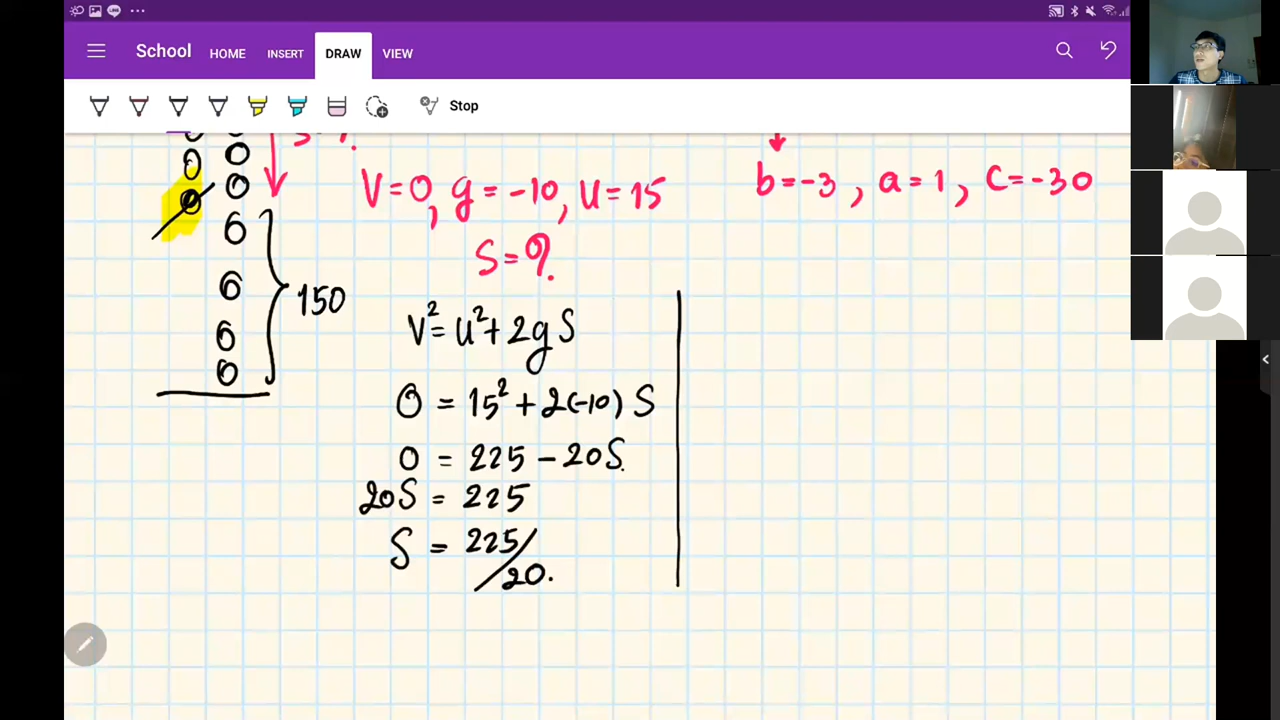 School HOME INSERT DRAW VIEW
Stop
V=0, g=-10, U=15
S=?
b=-3, a=1, C=-30
150
V²=U²+2gS
0 = 15²+2(-10) S
0 = 225-20S.
20S = 225
S = 225/20.